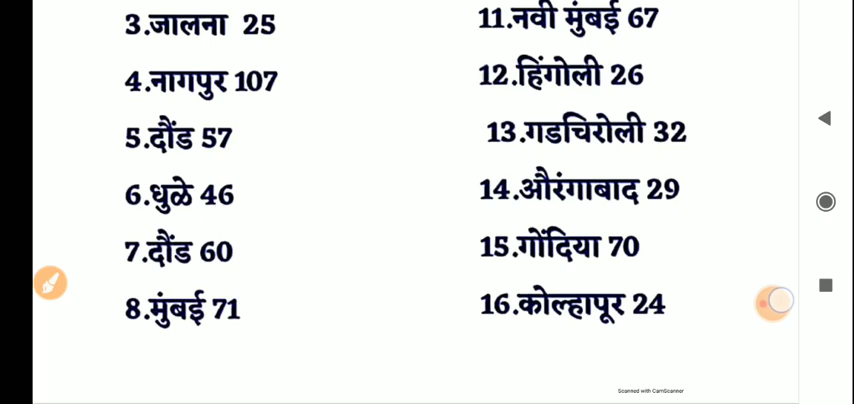 3.जालना 25
4.नागपुर 107
5.दौंड 57
6.धुळे 46
7.दौंड 60
8.मुंबई 71
11.नवी मुंबई 67
12.हिंगोली 26
13.गडचिरोली 32
14.औरंगाबाद 29
15.गोंदिया 70
16.कोल्हापूर 24
Scanned with CamScanner